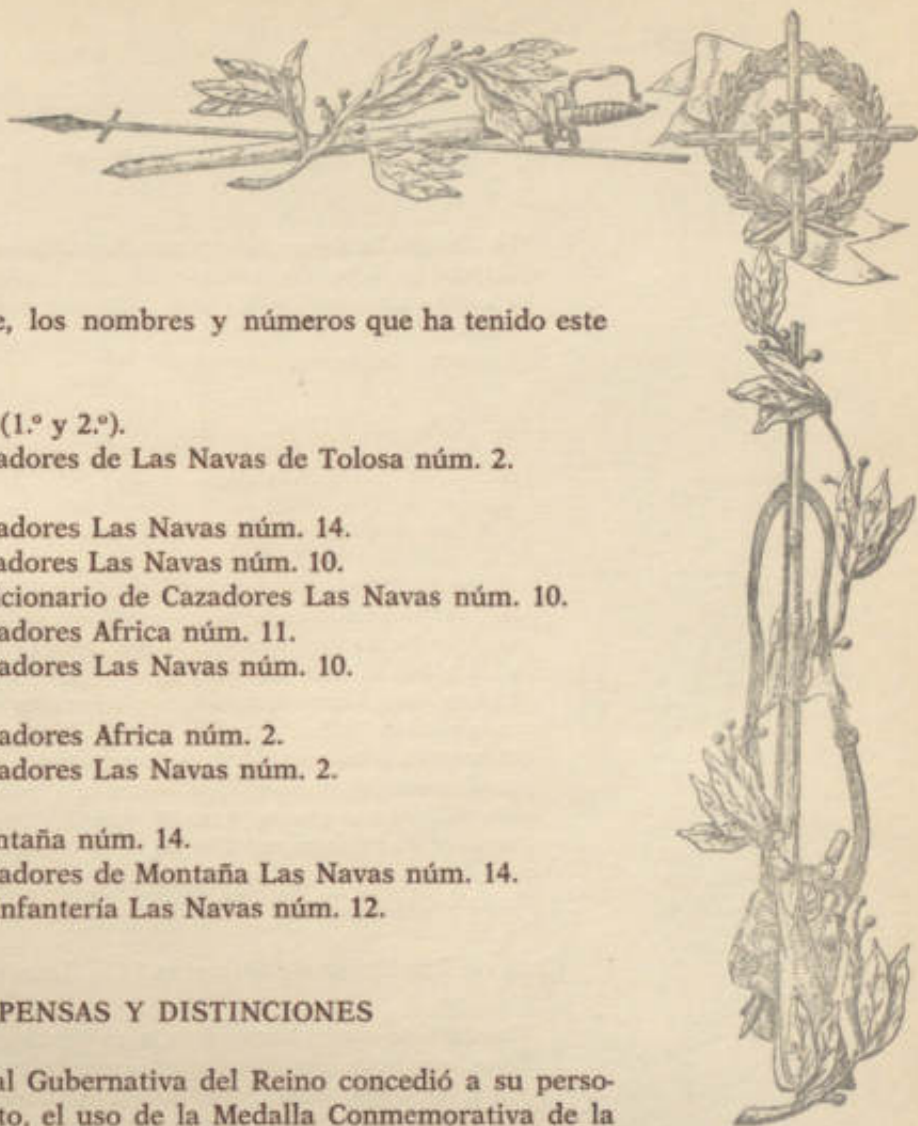 e, los nombres y números que ha tenido este
(1.º y 2.º).
adores de Las Navas de Tolosa núm. 2.
adores Las Navas núm. 14.
adores Las Navas núm. 10.
cionario de Cazadores Las Navas núm. 10.
adores Africa núm. 11.
adores Las Navas núm. 10.
adores Africa núm. 2.
adores Las Navas núm. 2.
ntaña núm. 14.
adores de Montaña Las Navas núm. 14.
Infantería Las Navas núm. 12.
PENSAS Y DISTINCIONES
al Gubernativa del Reino concedió a su perso-
to, el uso de la Medalla Conmemorativa de la